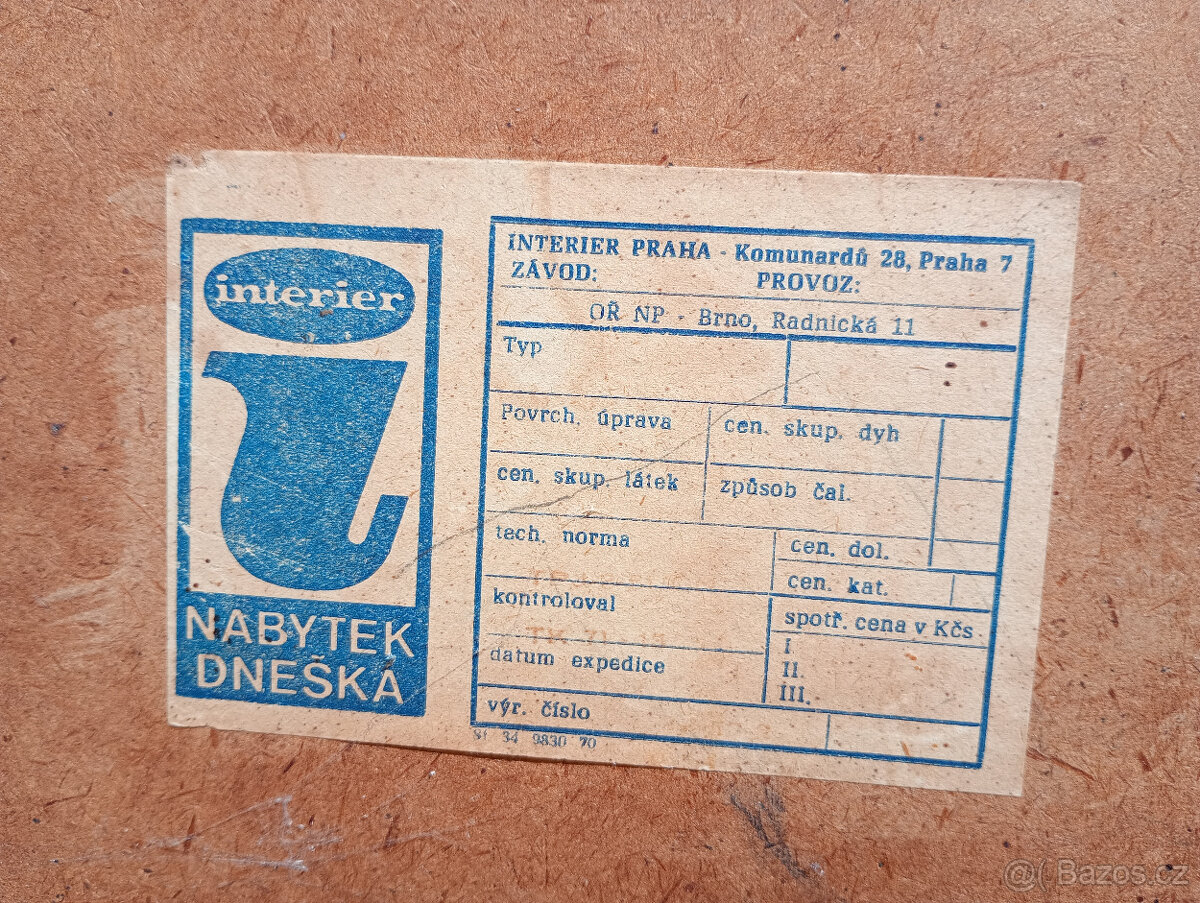 interier
NÁBYTEK
DNEŠKA
INTERIER PRAHA - Komunardů 28, Praha 7
ZÁVOD: PROVOZ:
OŘ NP - Brno, Radnická 11
Typ
Povrch. úprava cen. skup. dyh
cen. skup. látek způsob čal.
tech. norma cen. dol.
cen. kat.
kontroloval spotř. cena v Kčs
I
datum expedice II.
III.
výr. číslo
St 34 9830 70
@( Bazos.cz